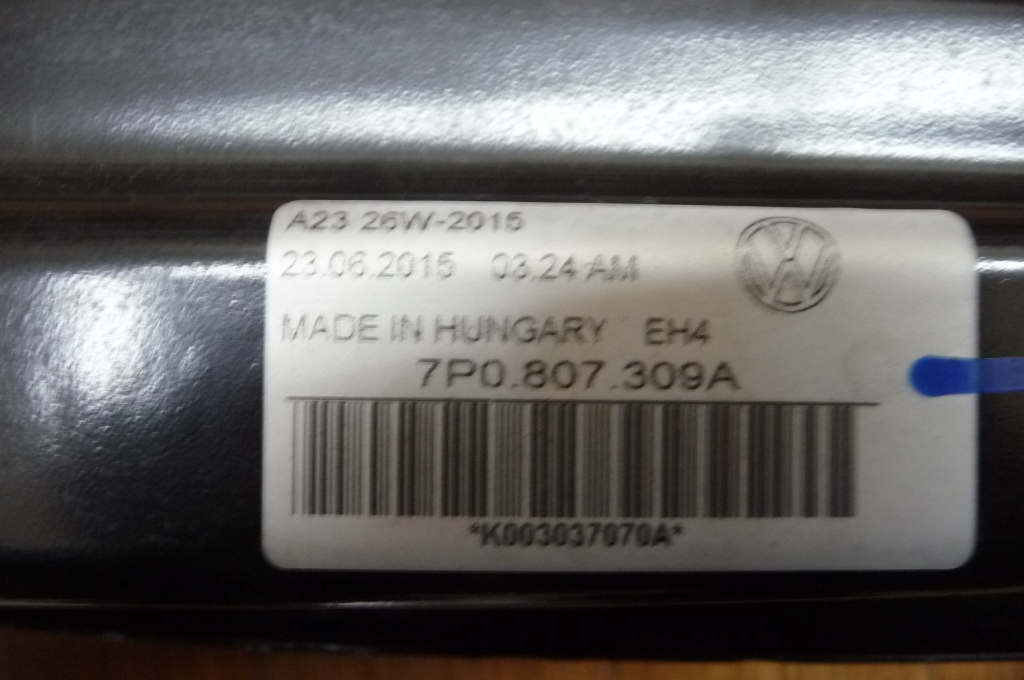 A23 26W-2015
23.06.2015 03.24 AM
MADE IN HUNGARY EH4
7P0.807.309A
*K003037070A*